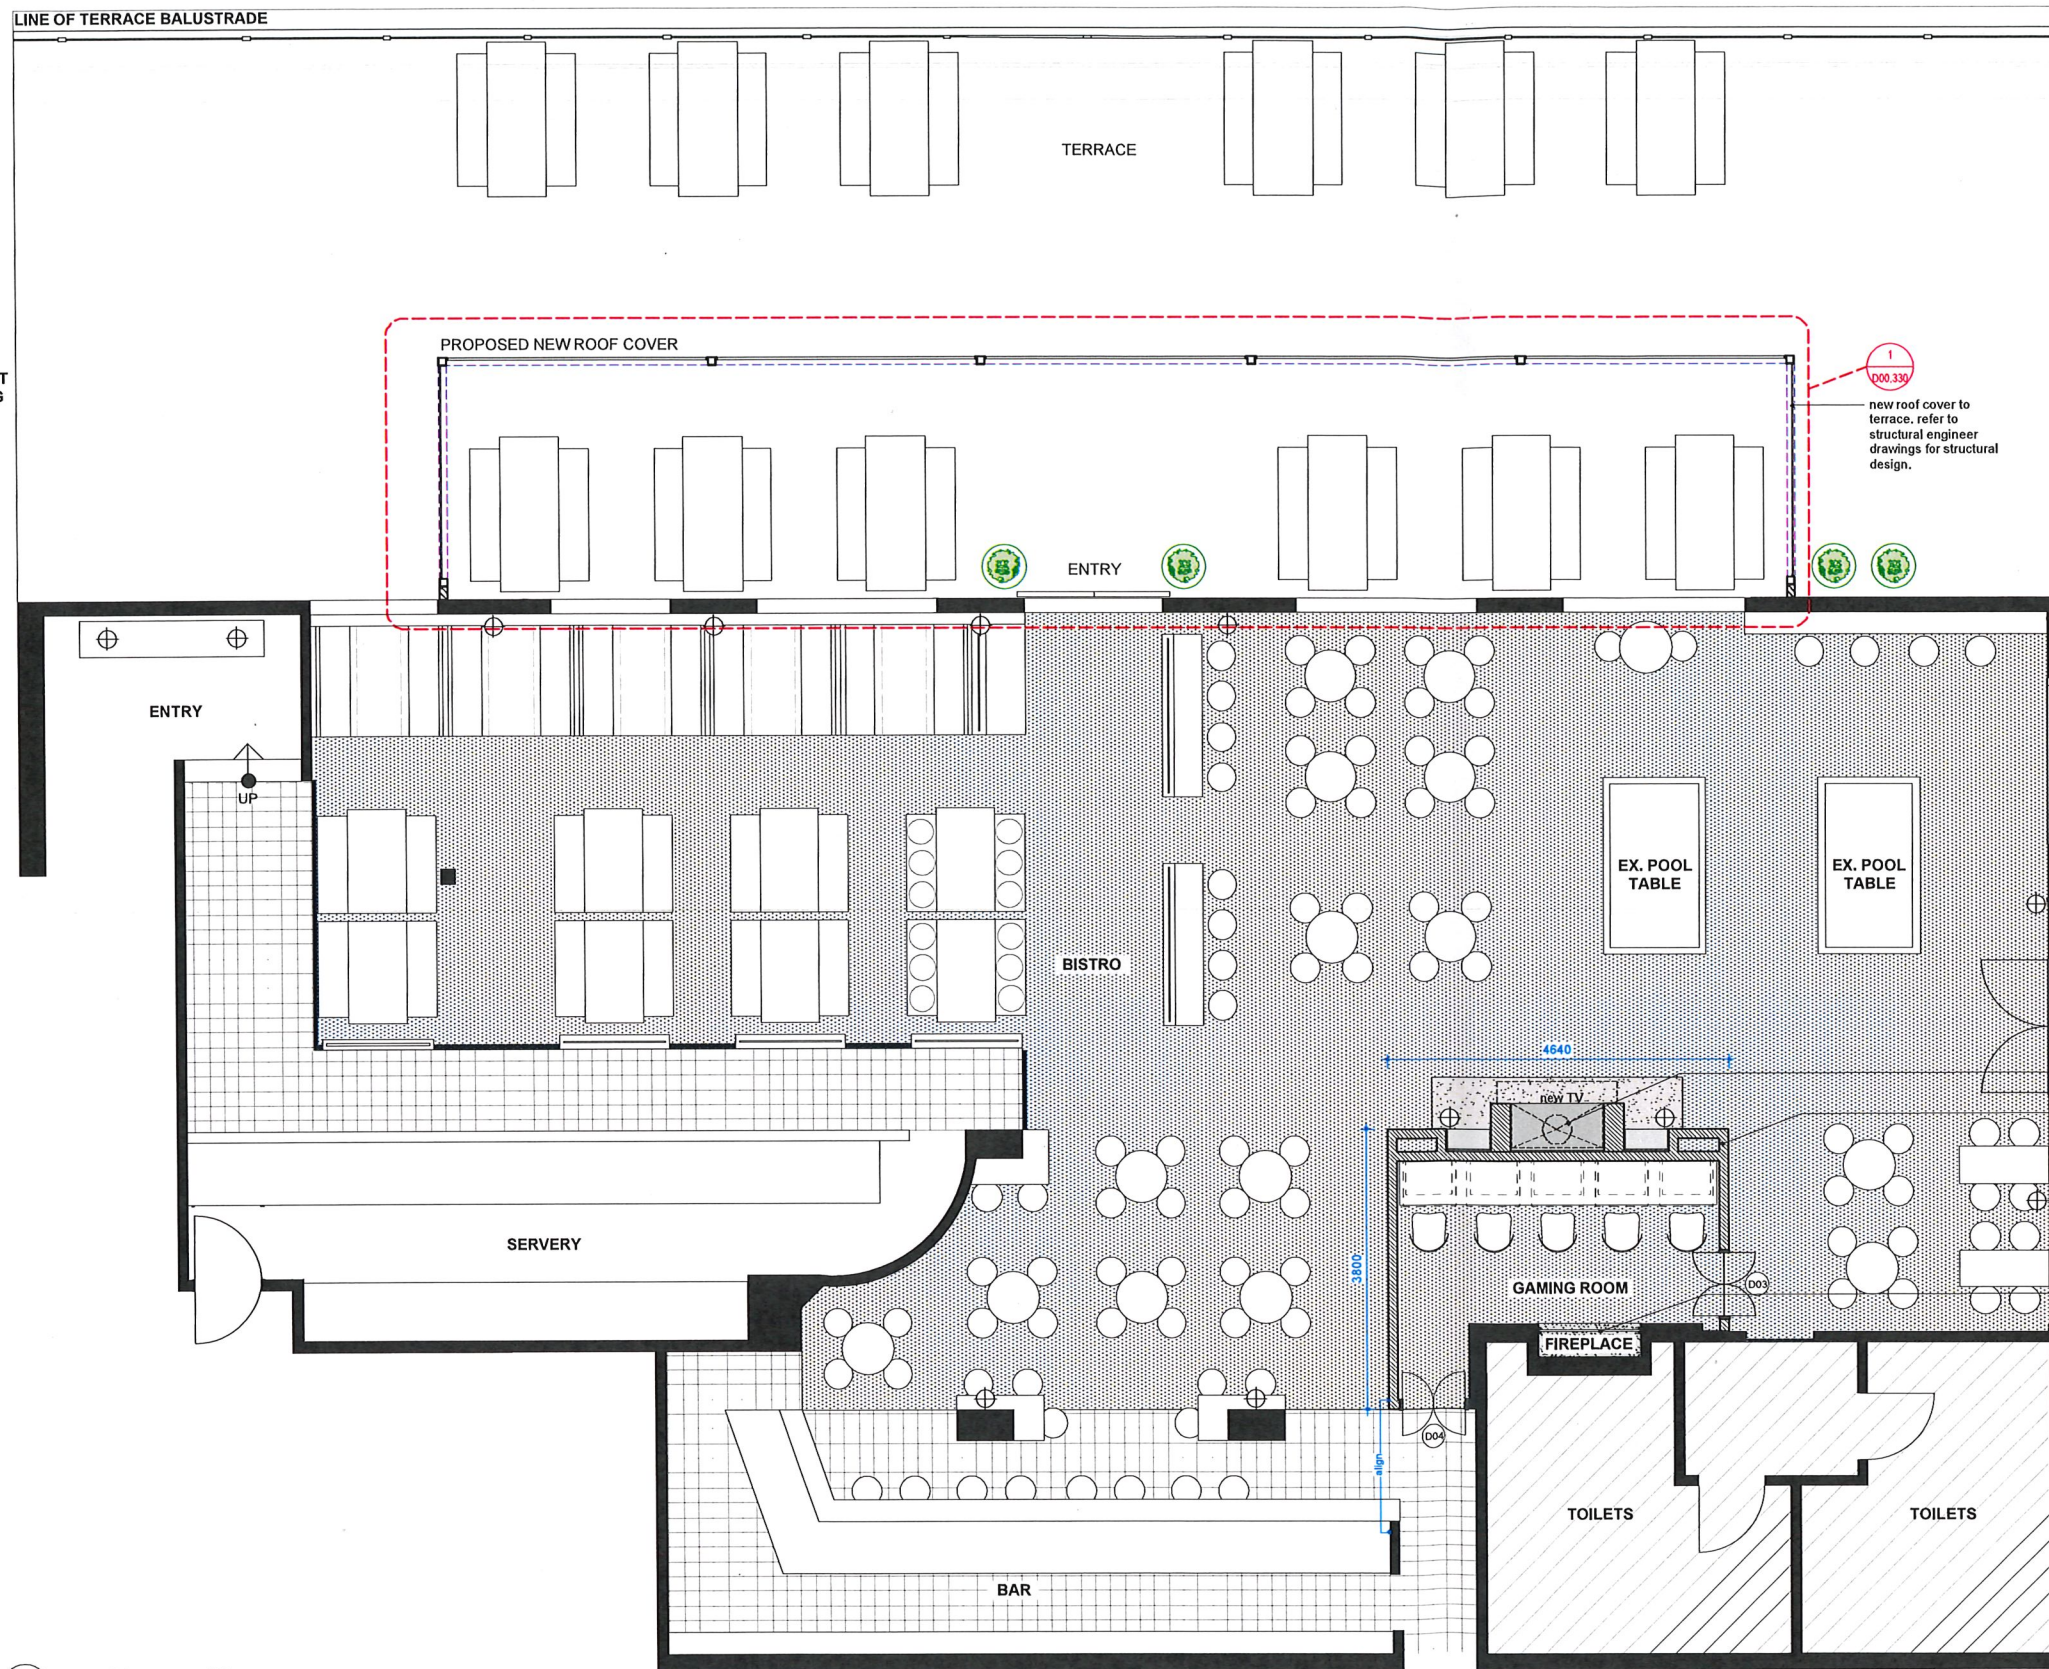 LINE OF TERRACE BALUSTRADE
TERRACE
PROPOSED NEW ROOF COVER
1
D00.330
new roof cover to
terrace. refer to
structural engineer
drawings for structural
design.
ENTRY
ENTRY
UP
EX. POOL
TABLE
EX. POOL
TABLE
BISTRO
4640
new TV
SERVERY
3800
GAMING ROOM
D03
FIREPLACE
D04
align
TOILETS
TOILETS
BAR